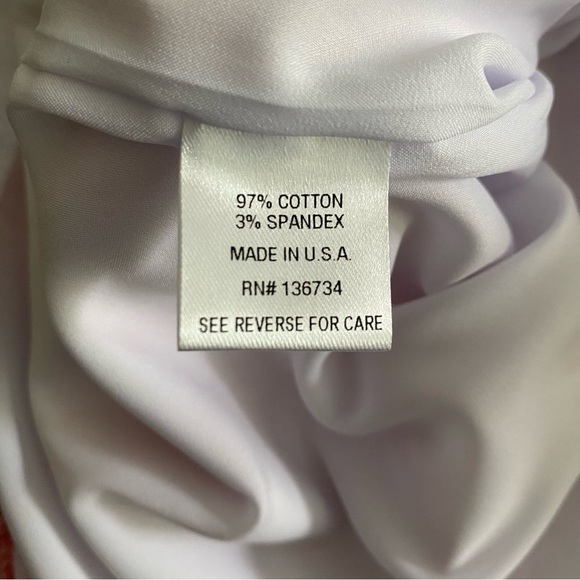 97% COTTON
3% SPANDEX
MADE IN U.S.A.
RN# 136734
SEE REVERSE FOR CARE